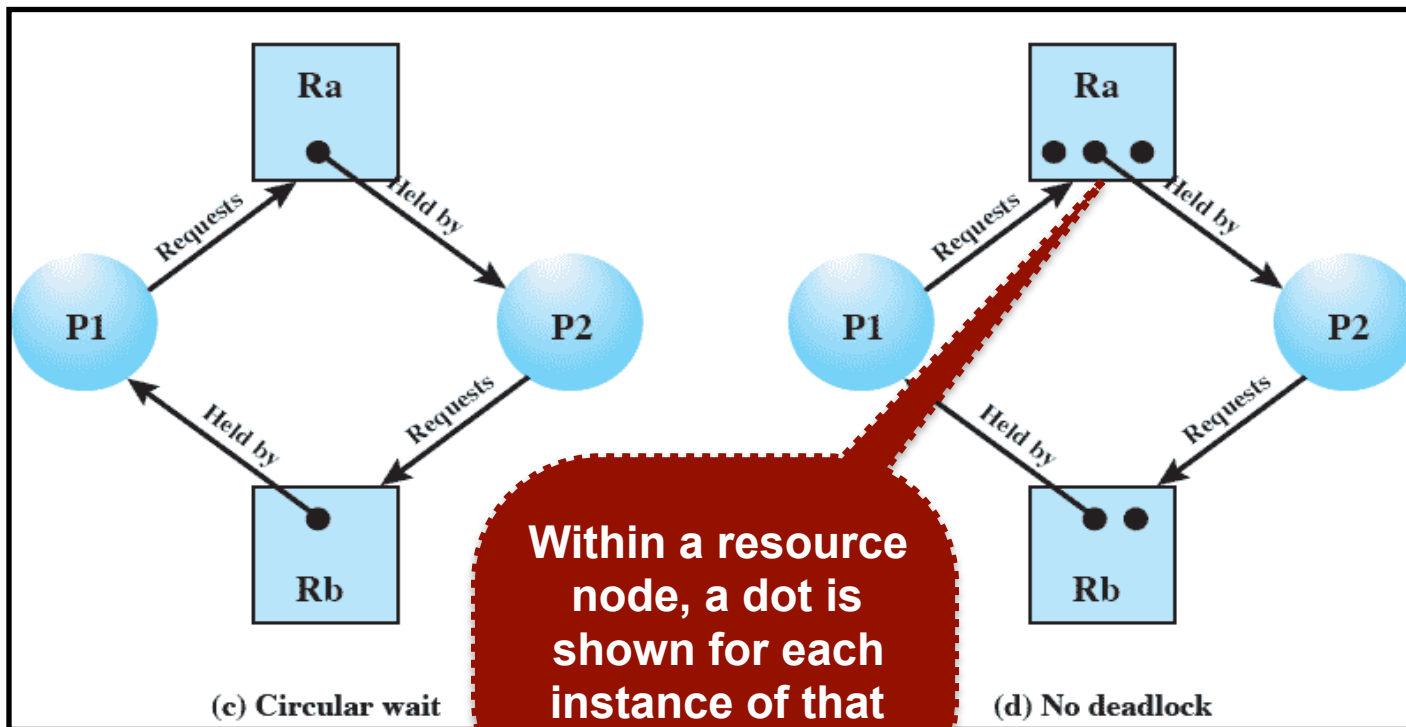 Ra
Held by
Requests
P1
P2
Held by
Requests
Rb
(c) Circular wait
Ra
Held by
Requests
P1
P2
Held by
Requests
Rb
(d) No deadlock
Within a resource
node, a dot is
shown for each
instance of that